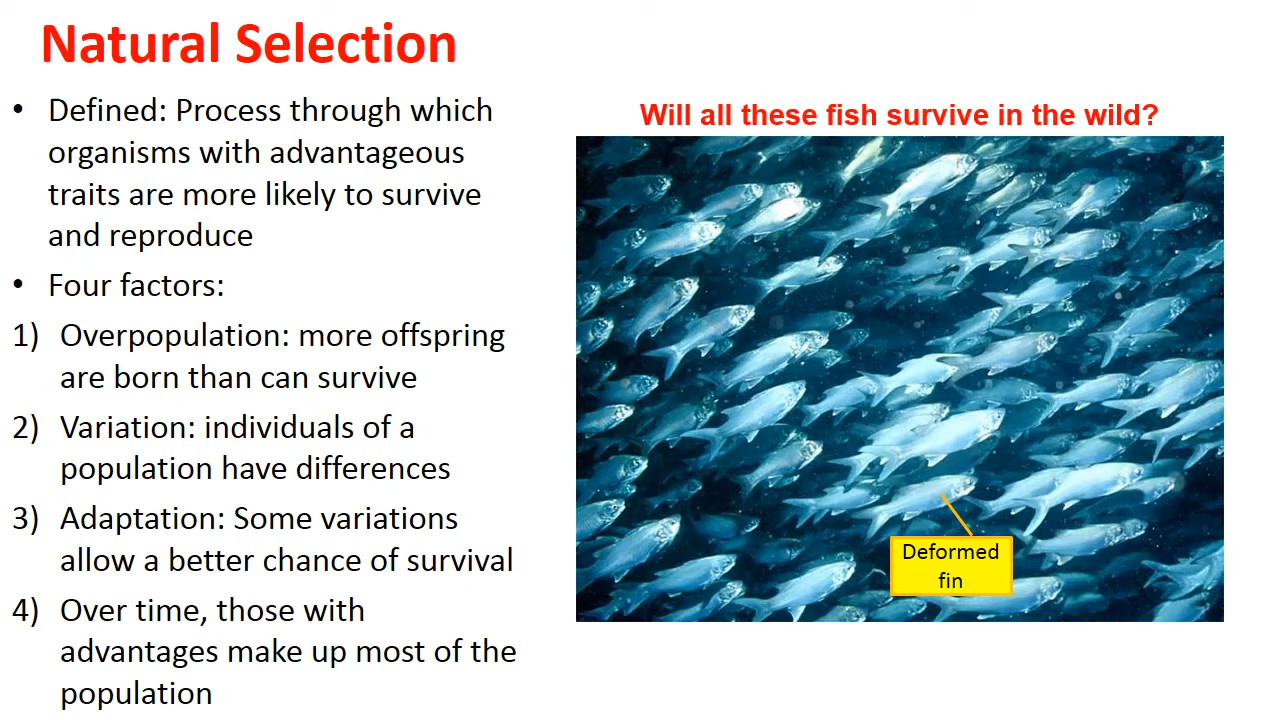 Natural Selection
• Defined: Process through which
organisms with advantageous
traits are more likely to survive
and reproduce
• Four factors:
1) Overpopulation: more offspring
are born than can survive
2) Variation: individuals of a
population have differences
3) Adaptation: Some variations
allow a better chance of survival
4) Over time, those with
advantages make up most of the
population
Will all these fish survive in the wild?
Deformed
fin